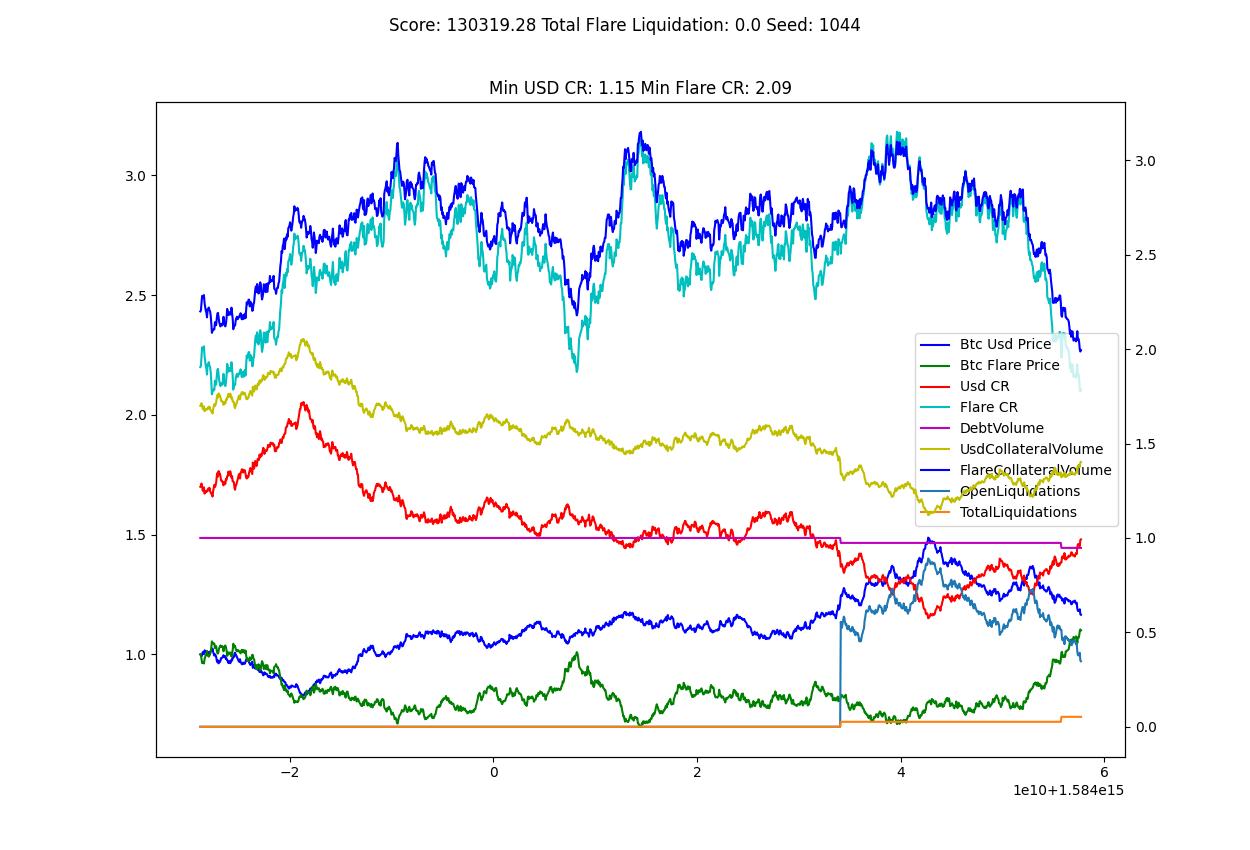 Score: 130319.28 Total Flare Liquidation: 0.0 Seed: 1044
Min USD CR: 1.15 Min Flare CR: 2.09
3.0
2.5
2.0
1.5
1.0
3.0
2.5
2.0
1.5
1.0
0.5
0.0
Btc Usd Price
Btc Flare Price
Usd CR
Flare CR
DebtVolume
UsdCollateralVolume
FlareCollateralVolume
OpenLiquidations
TotalLiquidations
−2 0 2 4 6
1e10+1.584e15